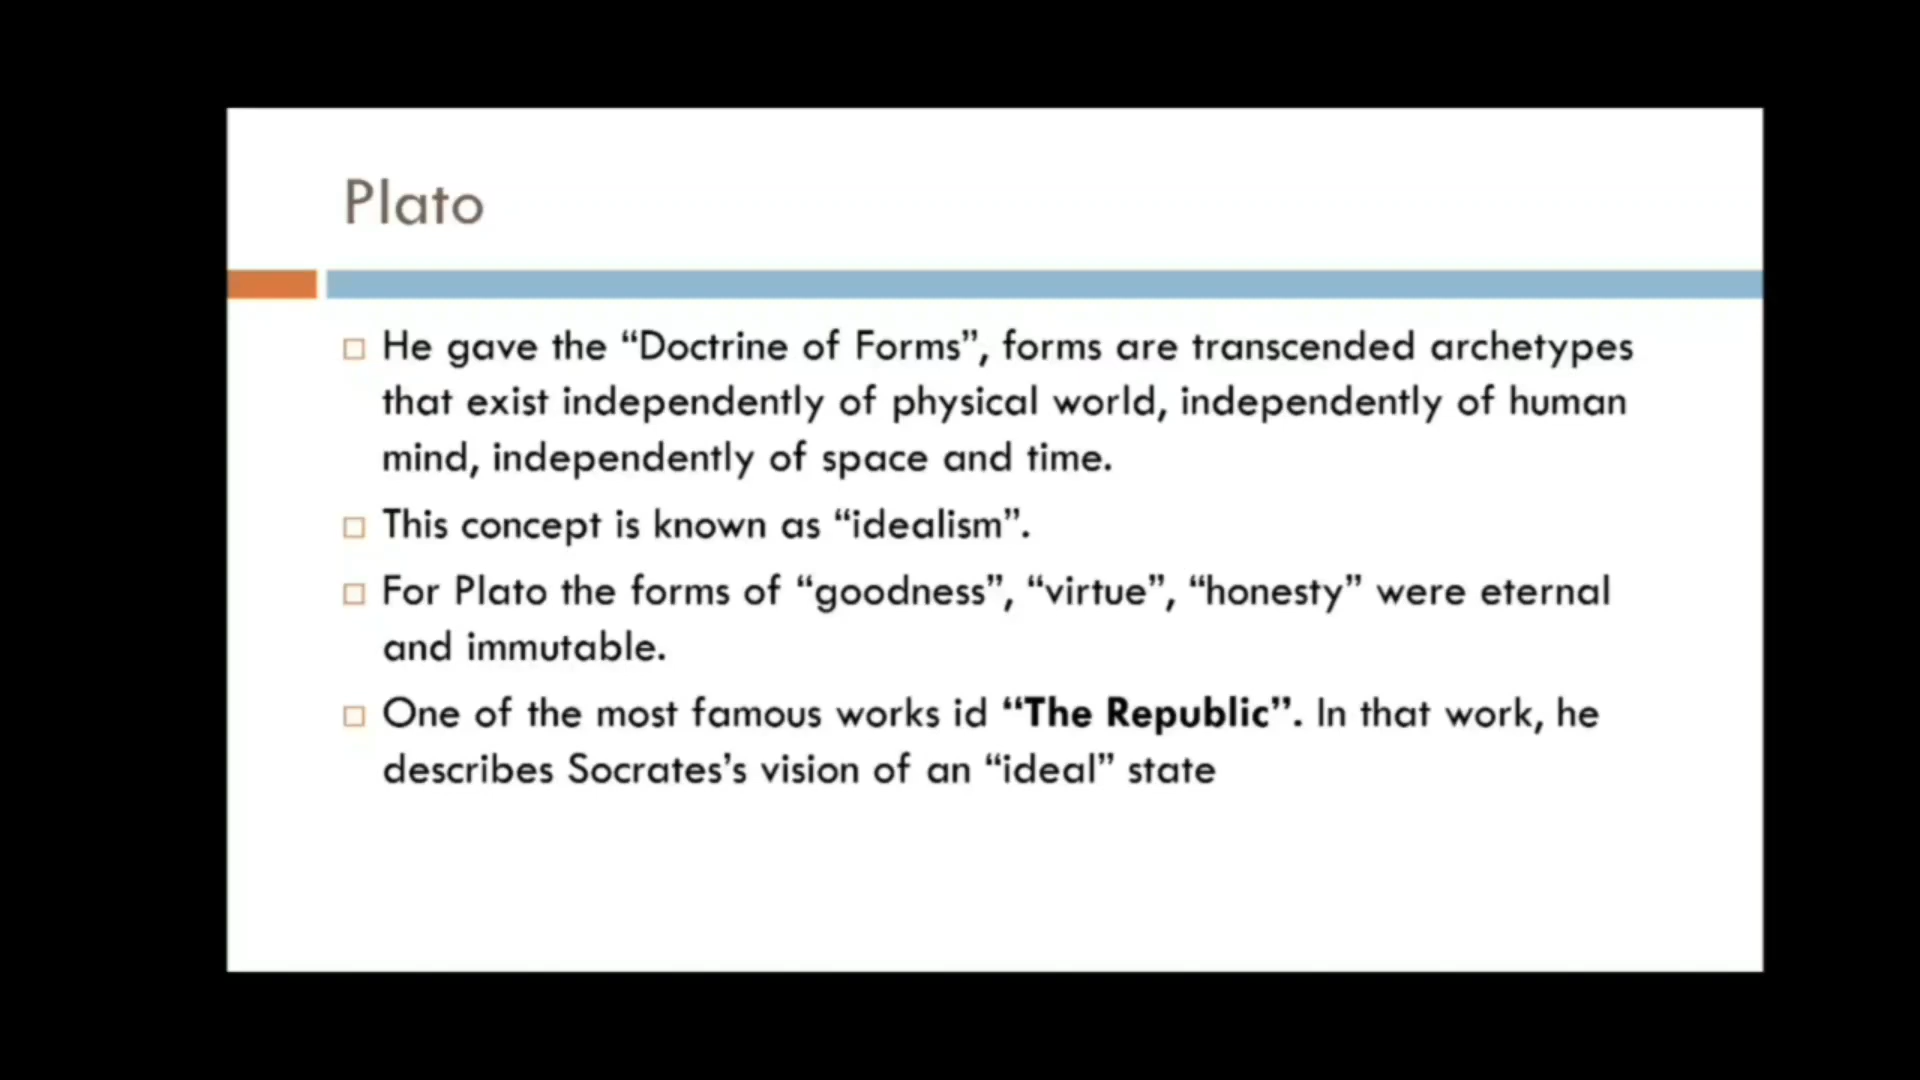 Plato
He gave the “Doctrine of Forms”, forms are transcended archetypes
that exist independently of physical world, independently of human
mind, independently of space and time.
This concept is known as “idealism”.
For Plato the forms of “goodness”, “virtue”, “honesty” were eternal
and immutable.
One of the most famous works id “The Republic”. In that work, he
describes Socrates’s vision of an “ideal” state